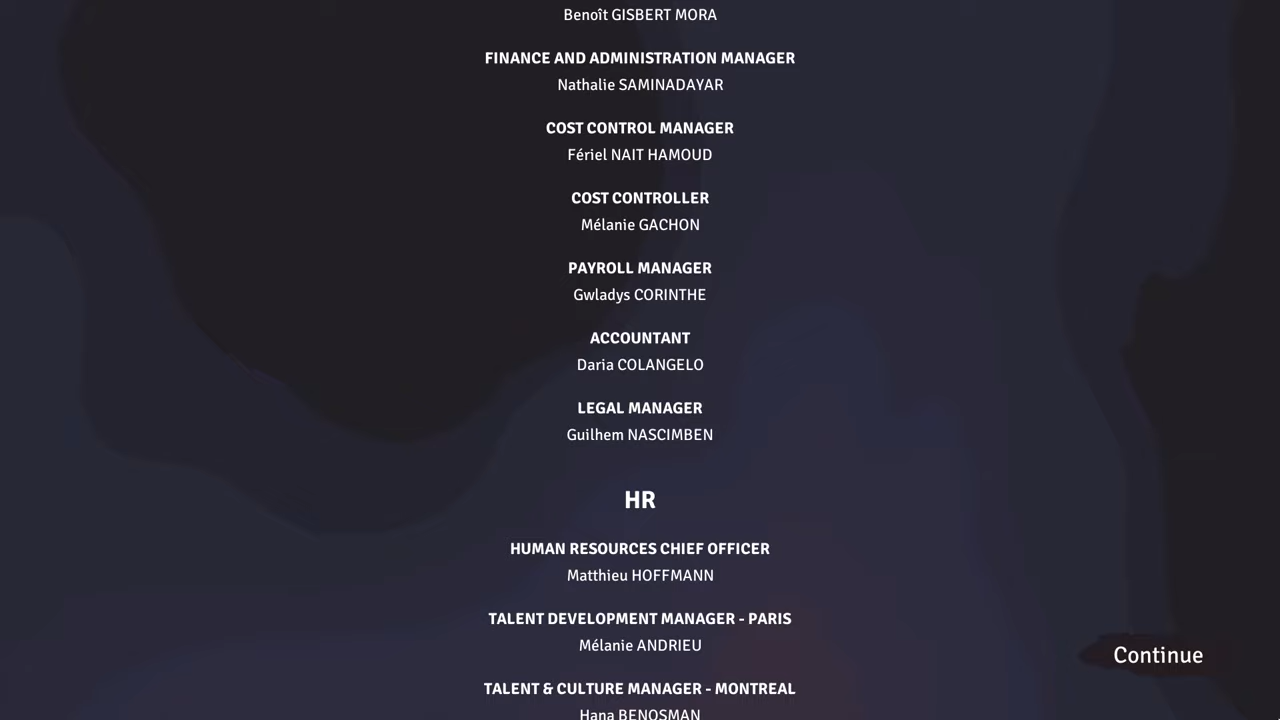 Benoît GISBERT MORA
FINANCE AND ADMINISTRATION MANAGER
Nathalie SAMINADAYAR
COST CONTROL MANAGER
Fériel NAIT HAMOUD
COST CONTROLLER
Mélanie GACHON
PAYROLL MANAGER
Gwladys CORINTHE
ACCOUNTANT
Daria COLANGELO
LEGAL MANAGER
Guilhem NASCIMBEN
HR
HUMAN RESOURCES CHIEF OFFICER
Matthieu HOFFMANN
TALENT DEVELOPMENT MANAGER - PARIS
Mélanie ANDRIEU
Continue
TALENT & CULTURE MANAGER - MONTREAL
Hana BENOSMAN